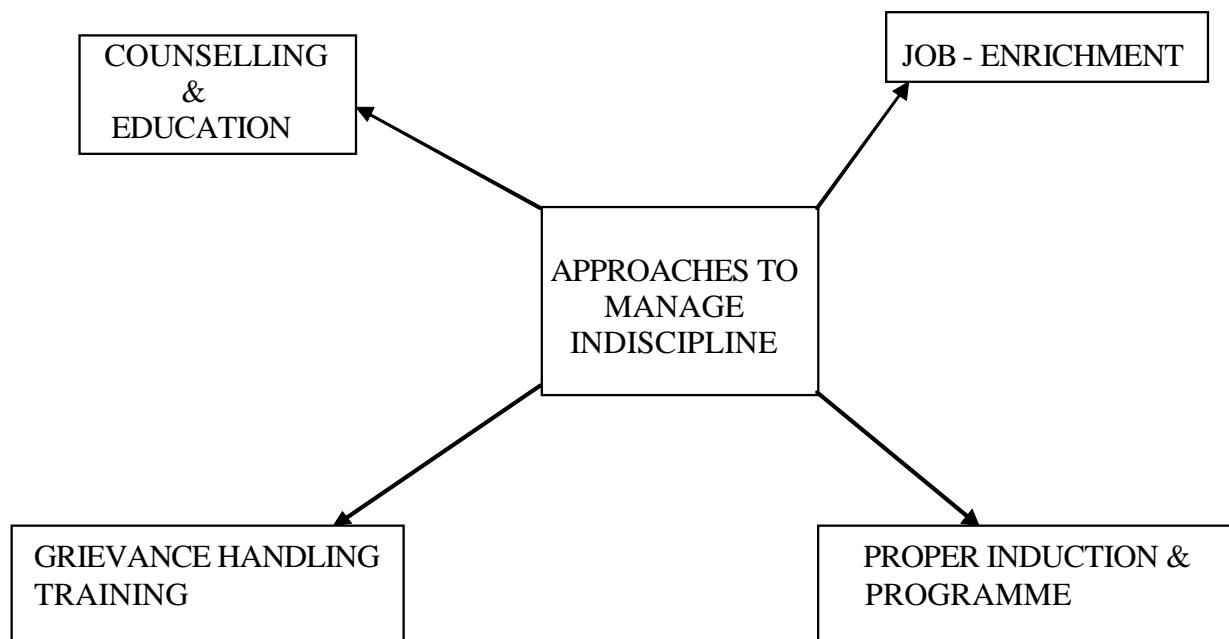 COUNSELLING
&
EDUCATION
JOB - ENRICHMENT
APPROACHES TO
MANAGE
INDISCIPLINE
GRIEVANCE HANDLING
TRAINING
PROPER INDUCTION &
PROGRAMME